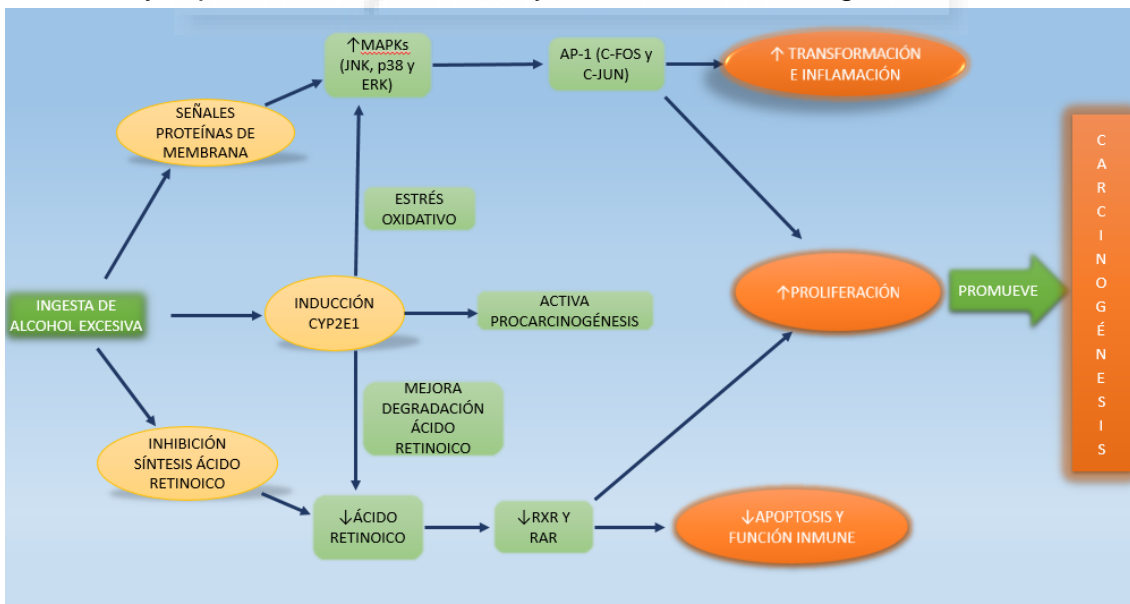 ↑MAPKs
(JNK, p38 y
ERK)
AP-1 (C-FOS y
C-JUN)
↑ TRANSFORMACIÓN
E INFLAMACIÓN
SEÑALES
PROTEÍNAS DE
MEMBRANA
ESTRÉS
OXIDATIVO
INGESTA DE
ALCOHOL EXCESIVA
INDUCCIÓN
CYP2E1
ACTIVA
PROCARCINOGÉNESIS
↑PROLIFERACIÓN
PROMUEVE
CARCINOGÉNESIS
MEJORA
DEGRADACIÓN
ÁCIDO
RETINOICO
INHIBICIÓN
SÍNTESIS ÁCIDO
RETINOICO
↓ÁCIDO
RETINOICO
↓RXR Y
RAR
↓APOPTOSIS Y
FUNCIÓN INMUNE